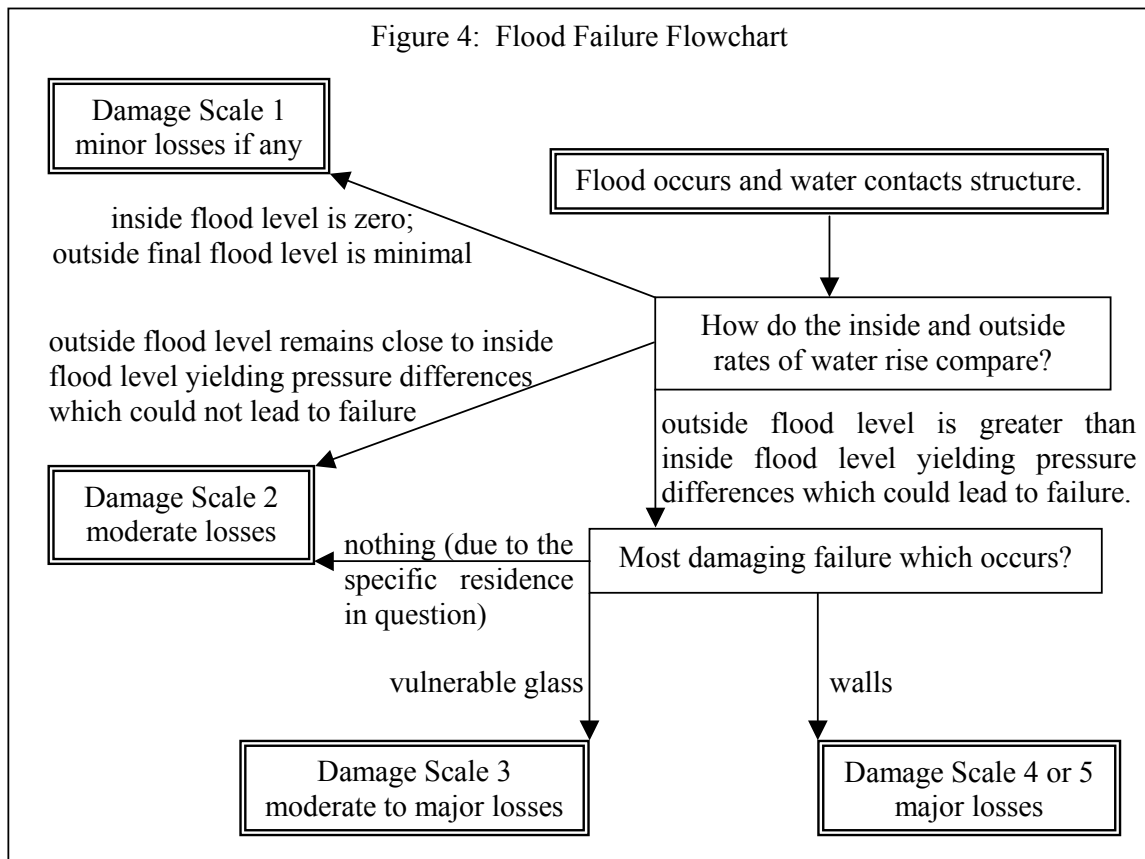 Figure 4: Flood Failure Flowchart
Damage Scale 1
minor losses if any
Flood occurs and water contacts structure.
inside flood level is zero;
outside final flood level is minimal
How do the inside and outside
rates of water rise compare?
outside flood level remains close to inside
flood level yielding pressure differences
which could not lead to failure
outside flood level is greater than
inside flood level yielding pressure
differences which could lead to failure.
Damage Scale 2
moderate losses
nothing (due to the
specific residence
in question)
Most damaging failure which occurs?
vulnerable glass
walls
Damage Scale 3
moderate to major losses
Damage Scale 4 or 5
major losses